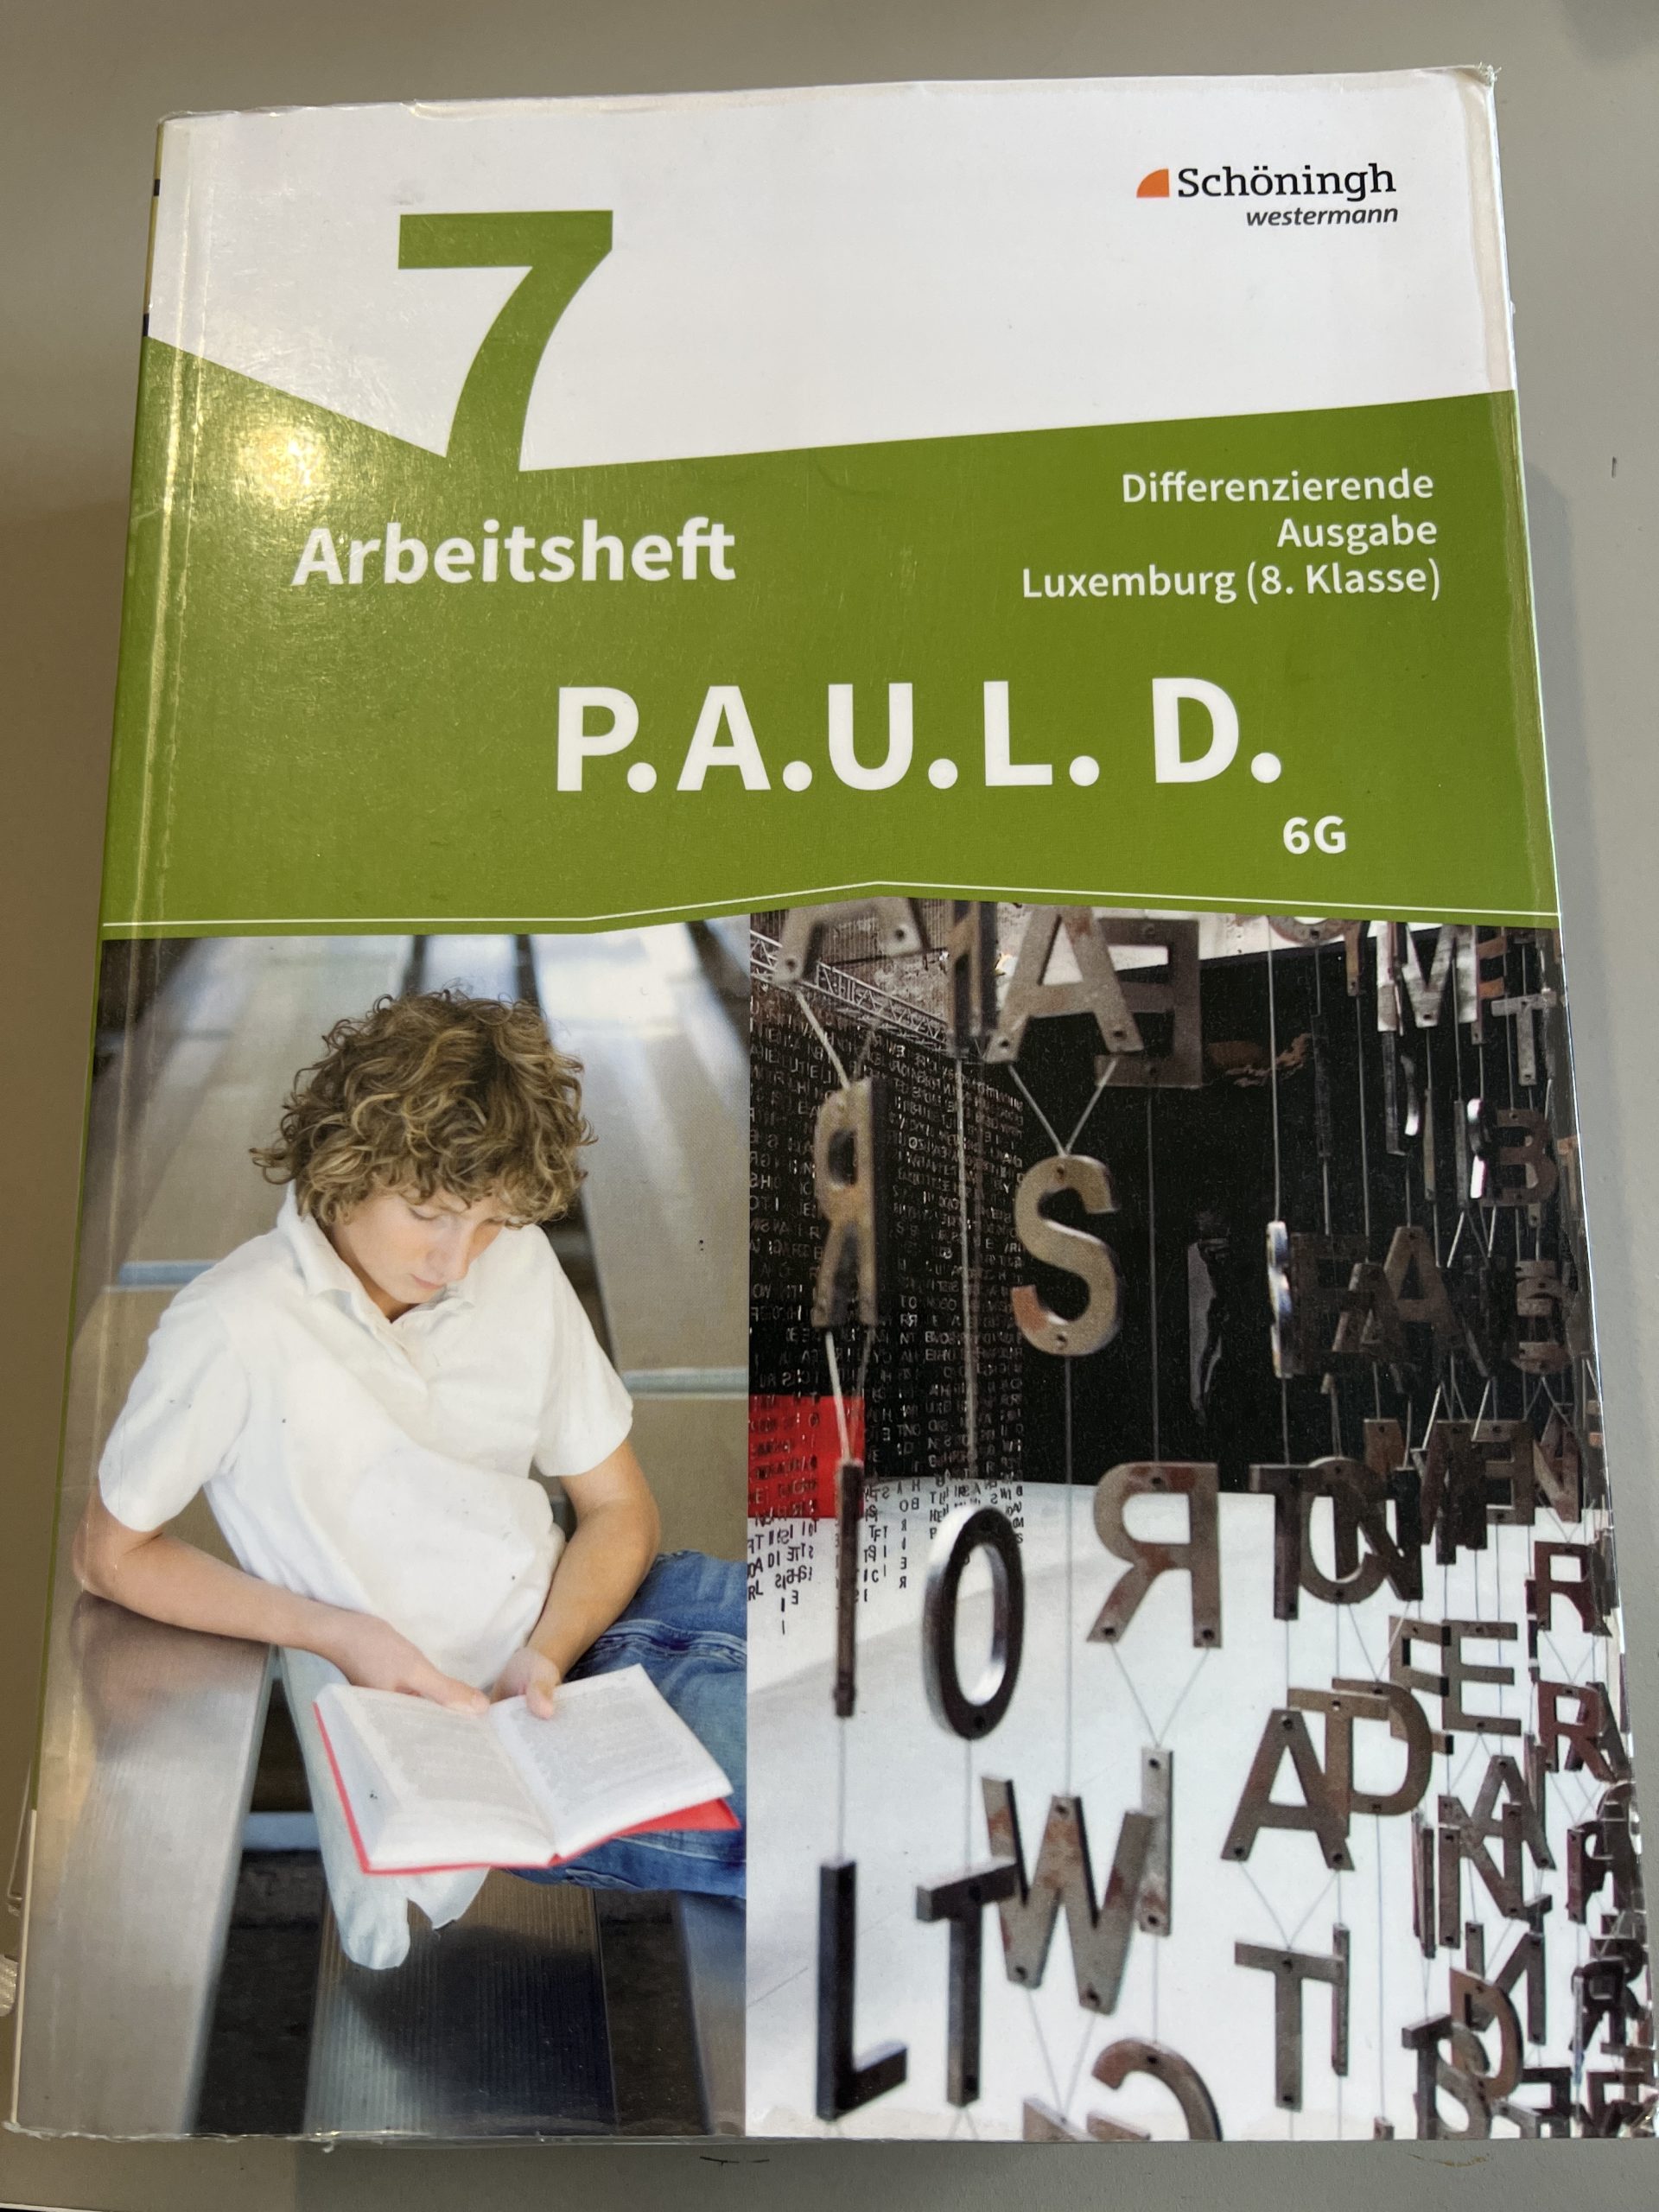 7
Schöningh
westermann
Arbeitsheft
Differenzierende
Ausgabe
Luxemburg (8. Klasse)
P.A.U.L. D.
6G